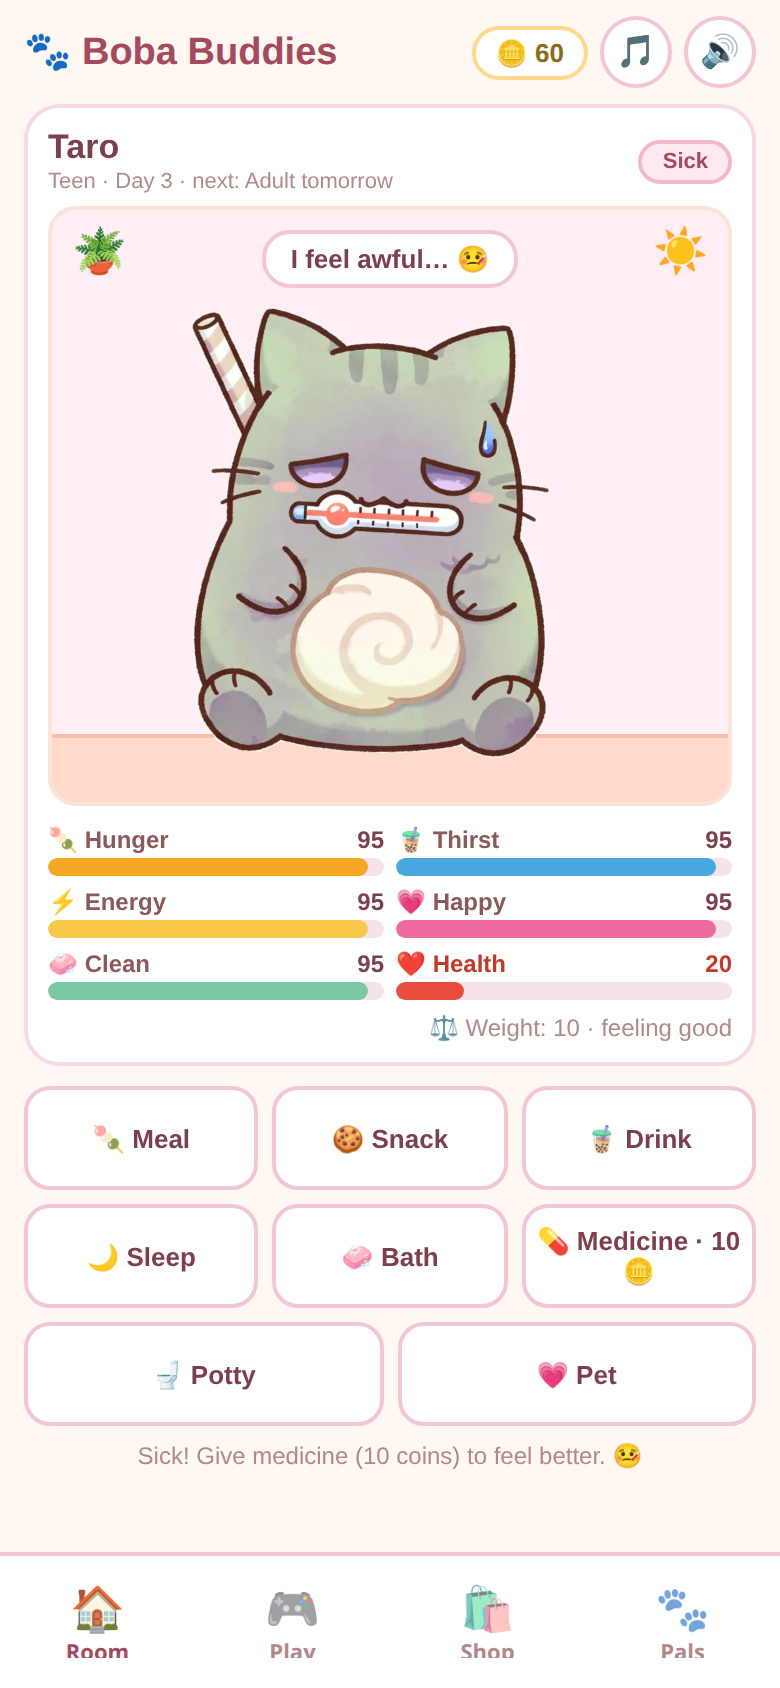 🐾 Boba Buddies
🪙 60
🎵
🔊
Taro
Teen · Day 3 · next: Adult tomorrow
Sick
I feel awful… 🤒
🍡 Hunger 95
🧋 Thirst 95
⚡ Energy 95
💗 Happy 95
🧼 Clean 95
❤️ Health 20
⚖️ Weight: 10 · feeling good
🍡 Meal
🍪 Snack
🧋 Drink
🌙 Sleep
🧼 Bath
💊 Medicine · 10
🪙
🚽 Potty
💗 Pet
Sick! Give medicine (10 coins) to feel better. 🤒
Room
Play
Shop
Pals